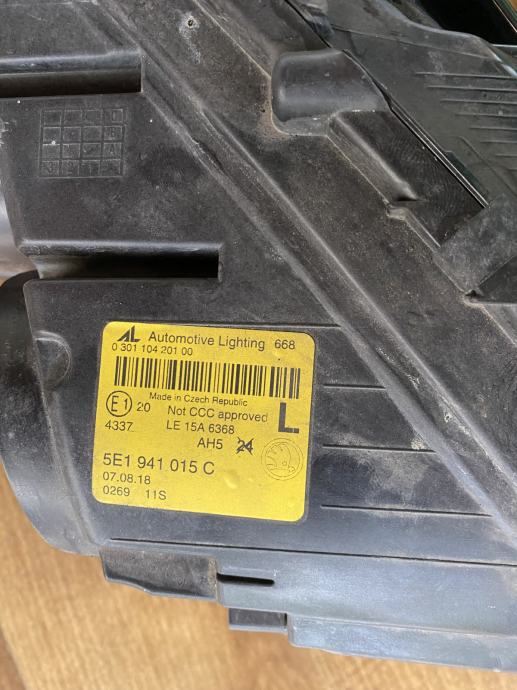 AL Automotive Lighting 668
0 301 104 201 00
Made in Czech Republic
E1 20 Not CCC approved L
4337 LE 15A 6368
AH5 24
5E1 941 015 C
07.08.18
0269 11S